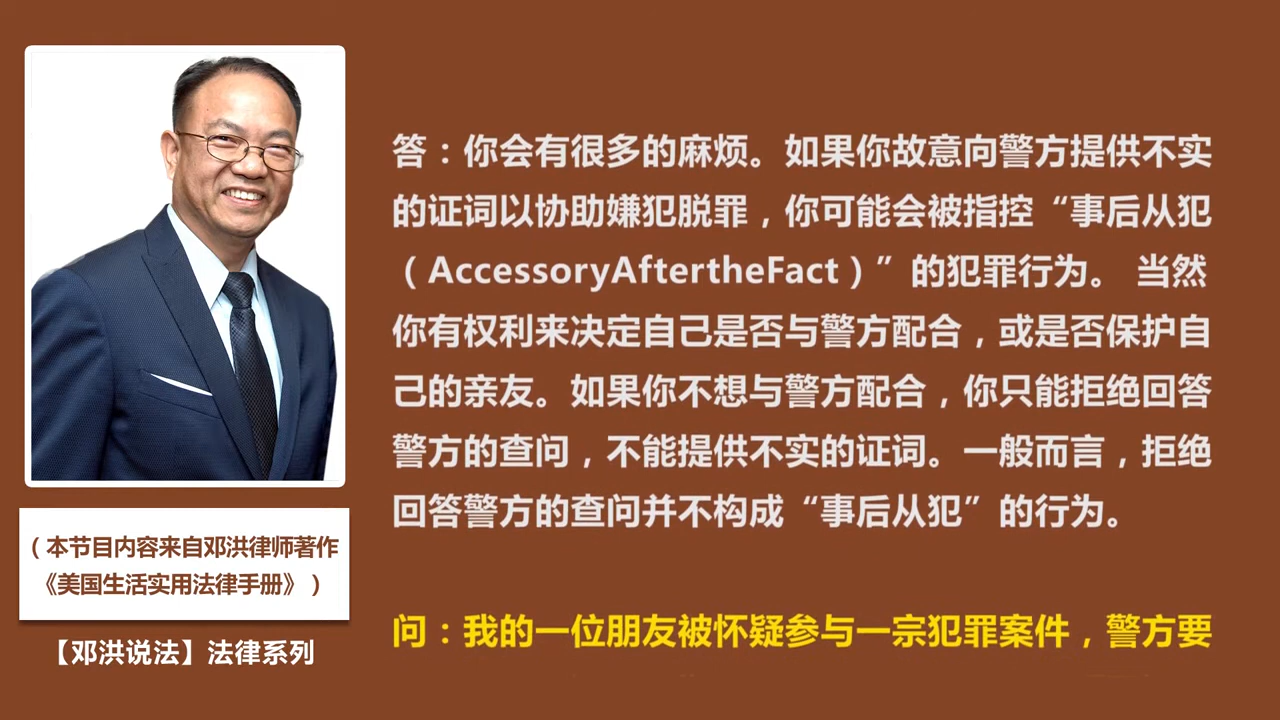 答：你会有很多的麻烦。如果你故意向警方提供不实
的证词以协助嫌犯脱罪，你可能会被指控“事后从犯
（AccessoryAftertheFact）”的犯罪行为。 当然
你有权利来决定自己是否与警方配合，或是否保护自
己的亲友。如果你不想与警方配合，你只能拒绝回答
警方的查问，不能提供不实的证词。一般而言，拒绝
回答警方的查问并不构成“事后从犯”的行为。
问：我的一位朋友被怀疑参与一宗犯罪案件，警方要
（本节目内容来自邓洪律师著作
《美国生活实用法律手册》）
【邓洪说法】法律系列